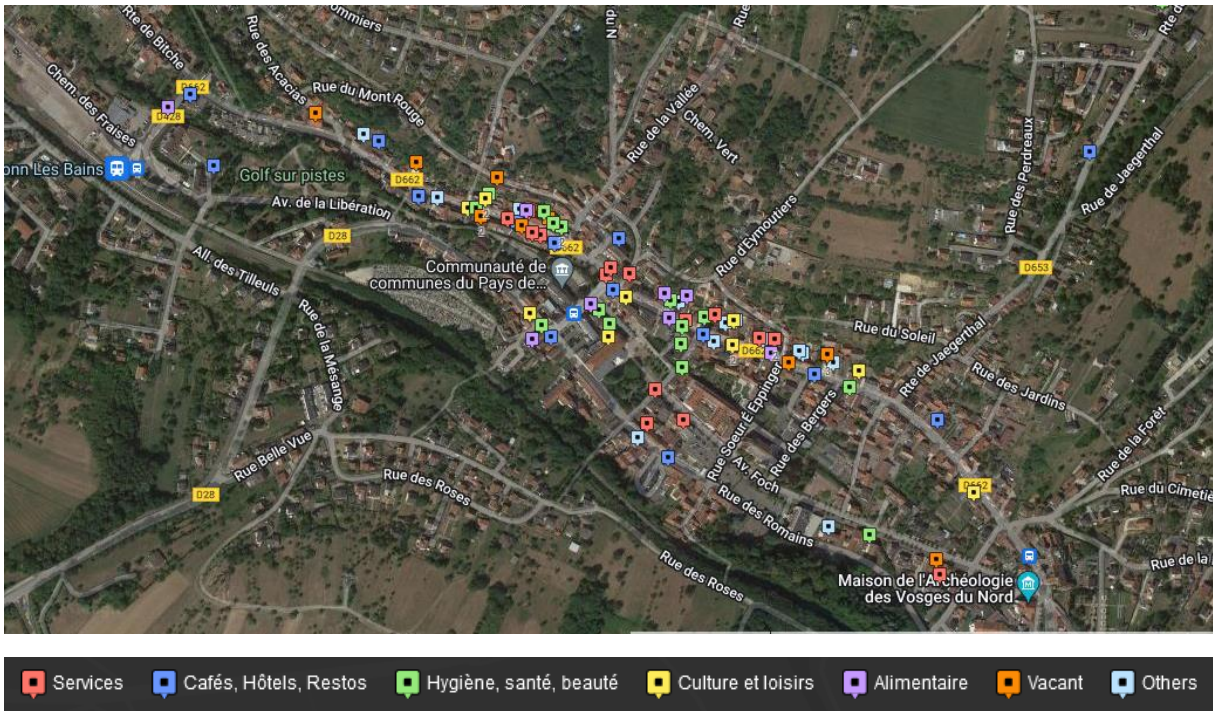 ommiers
Rte de Bitche
Rue des Acacias
N np
Rue
Rte d
D662
Rue du Mont Rouge
D428
Chem. des Fraises
Rue de la Vallée
Chem. Vert
Rue des Perdreaux
Rue de Jaegerthal
onn Les Bains
Golf sur pistes
D662
Av. de la Libération
Rue d'Eymoutiers
D28
All. des Tilleuls
Communauté de
communes du Pays de...
D653
Rue de la Mésange
Rue du Soleil
Rte de Jaegerthal
D662
Rue des Jardins
Rue Soeur É Eppinger
Rue des Bergers
Rue de la Forêt
Rue Belle Vue
Av. Foch
Rue des Roses
D28
D662
Rue du Cimetiè
Rue des Romains
Rue de la
Rue des Roses
Maison de l'Archéologie
des Vosges du Nord
Services
Cafés, Hôtels, Restos
Hygiène, santé, beauté
Culture et loisirs
Alimentaire
Vacant
Others